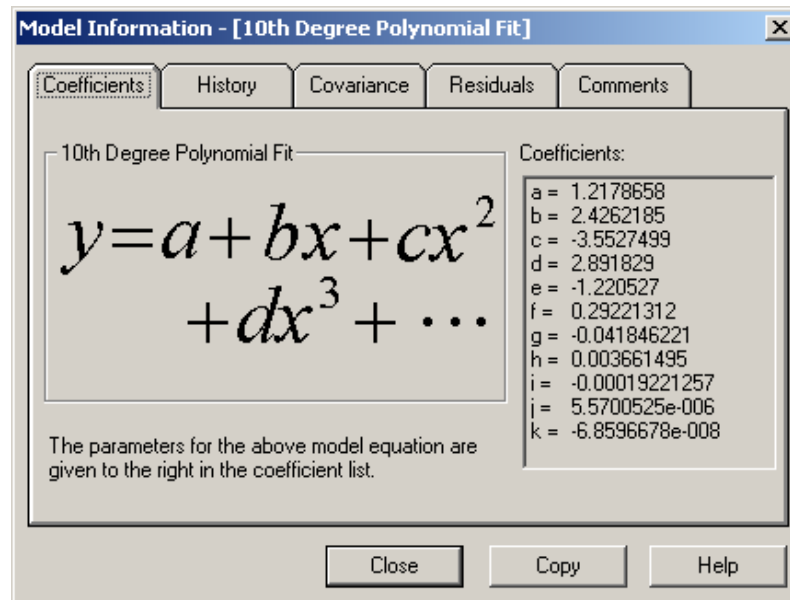 Model Information - [10th Degree Polynomial Fit]
Coefficients History Covariance Residuals Comments
10th Degree Polynomial Fit
y=a+bx+cx²
+dx³+⋯
The parameters for the above model equation are
given to the right in the coefficient list.
Coefficients:
a = 1.2178658
b = 2.4262185
c = -3.5527499
d = 2.891829
e = -1.220527
f = 0.29221312
g = -0.041846221
h = 0.003661495
i = -0.00019221257
j = 5.5700525e-006
k = -6.8596678e-008
Close Copy Help